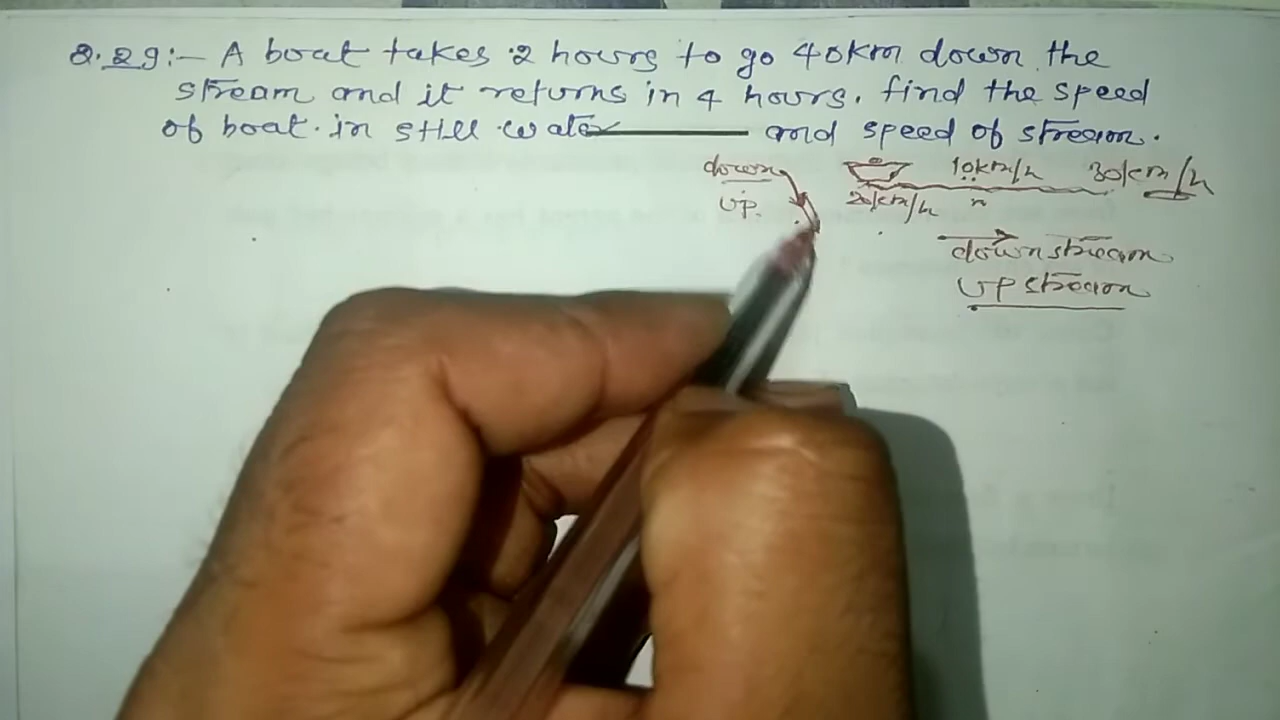 Q.29:- A boat takes 2 hours to go 40km down the
stream and it returns in 4 hours. find the speed
of boat in still water ——— and speed of stream.
down 10km/h 30km/h
up. 20km/h
downstream
upstream